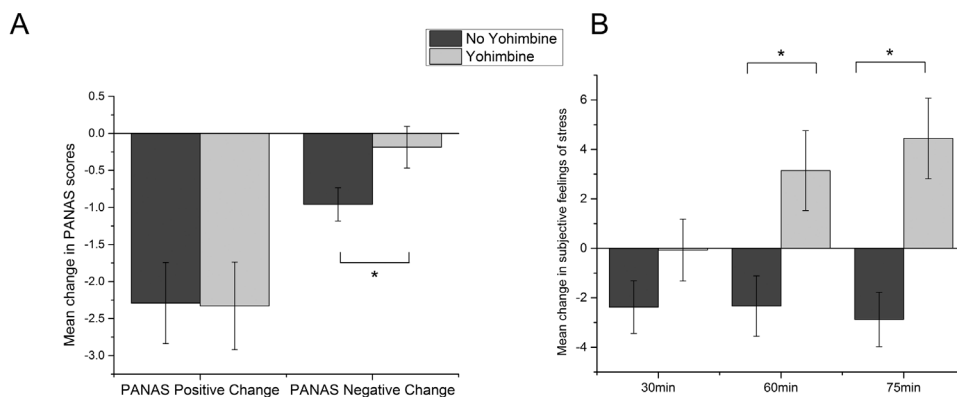 A
No Yohimbine
Yohimbine
B
Mean change in PANAS scores
0.5
0.0
-0.5
-1.0
-1.5
-2.0
-2.5
-3.0
*
PANAS Positive Change
PANAS Negative Change
Mean change in subjective feelings of stress
6
4
2
0
-2
-4
*
*
30min
60min
75min